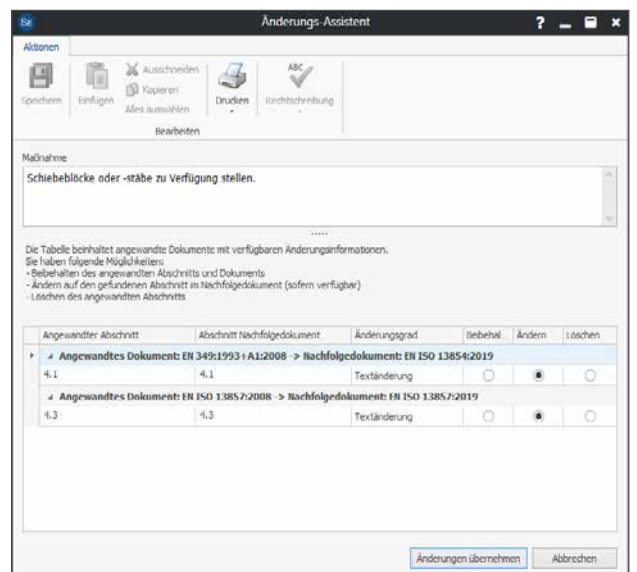 Se Änderungs-Assistent ?
Aktionen
Speichern Einfügen Ausschneiden Kopieren Alles auswählen Drucken ABC Rechtschreibung
Bearbeiten
Maßnahme
Schiebeblöcke oder -stäbe zu Verfügung stellen.
Die Tabelle beinhaltet angewandte Dokumente mit verfügbaren Änderungsinformationen.
Sie haben folgende Möglichkeiten:
- Beibehalten des angewandten Abschnitts und Dokuments
- Ändern auf den gefundenen Abschnitt im Nachfolgedokument (sofern verfügbar)
- Löschen des angewandten Abschnitts
Angewandter Abschnitt Abschnitt Nachfolgedokument Änderungsgrad Beibehal... Ändern Löschen
Angewandtes Dokument: EN 349:1993+A1:2008 -> Nachfolgedokument: EN ISO 13854:2019
4.1 4.1 Textänderung
Angewandtes Dokument: EN ISO 13857:2008 -> Nachfolgedokument: EN ISO 13857:2019
4.3 4.3 Textänderung
Änderungen übernehmen Abbrechen